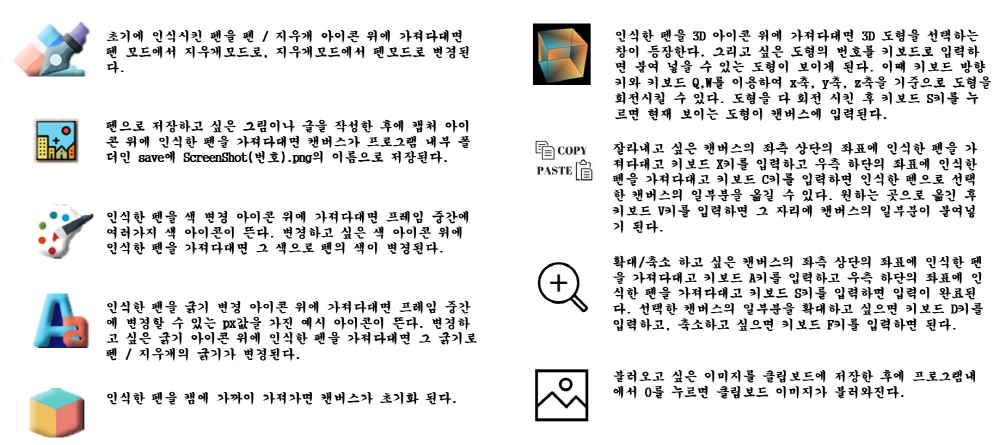 초기에 인식시킨 펜을 펜 / 지우개 아이콘 위에 가져다대면
펜 모드에서 지우개모드로, 지우개모드에서 펜모드로 변경된
다.
펜으로 저장하고 싶은 그림이나 글을 작성한 후에 캡처 아이
콘 위에 인식한 펜을 가져다대면 캔버스가 프로그램 내부 폴
더인 save에 ScreenShot(번호).png의 이름으로 저장된다.
인식한 펜을 색 변경 아이콘 위에 가져다대면 프레임 중간에
여러가지 색 아이콘이 뜬다. 변경하고 싶은 색 아이콘 위에
인식한 펜을 가져다대면 그 색으로 펜의 색이 변경된다.
인식한 펜을 굵기 변경 아이콘 위에 가져다대면 프레임 중간
에 변경할 수 있는 px값을 가진 예시 아이콘이 뜬다. 변경하
고 싶은 굵기 아이콘 위에 인식한 펜을 가져다대면 그 굵기로
펜 / 지우개의 굵기가 변경된다.
인식한 펜을 캠에 가까이 가져가면 캔버스가 초기화 된다.
인식한 펜을 3D 아이콘 위에 가져다대면 3D 도형을 선택하는
창이 등장한다. 그리고 싶은 도형의 번호를 키보드로 입력하
면 붙여 넣을 수 있는 도형이 보이게 된다. 이때 키보드 방향
키와 키보드 Q,W를 이용하여 x축, y축, z축을 기준으로 도형을
회전시킬 수 있다. 도형을 다 회전 시킨 후 키보드 S키를 누
르면 현재 보이는 도형이 캔버스에 입력된다.
COPY
PASTE
잘라내고 싶은 캔버스의 좌측 상단의 좌표에 인식한 펜을 가
져다대고 키보드 X키를 입력하고 우측 하단의 좌표에 인식한
펜을 가져다대고 키보드 C키를 입력하면 인식한 펜으로 선택
한 캔버스의 일부분을 옮길 수 있다. 원하는 곳으로 옮긴 후
키보드 V키를 입력하면 그 자리에 캔버스의 일부분이 붙여넣
기 된다.
확대/축소 하고 싶은 캔버스의 좌측 상단의 좌표에 인식한 펜
을 가져다대고 키보드 A키를 입력하고 우측 하단의 좌표에 인
식한 펜을 가져다대고 키보드 S키를 입력하면 입력이 완료된
다. 선택한 캔버스의 일부분을 확대하고 싶으면 키보드 D키를
입력하고, 축소하고 싶으면 키보드 F키를 입력하면 된다.
불러오고 싶은 이미지를 클립보드에 저장한 후에 프로그램내
에서 O를 누르면 클립보드 이미지가 불러와진다.